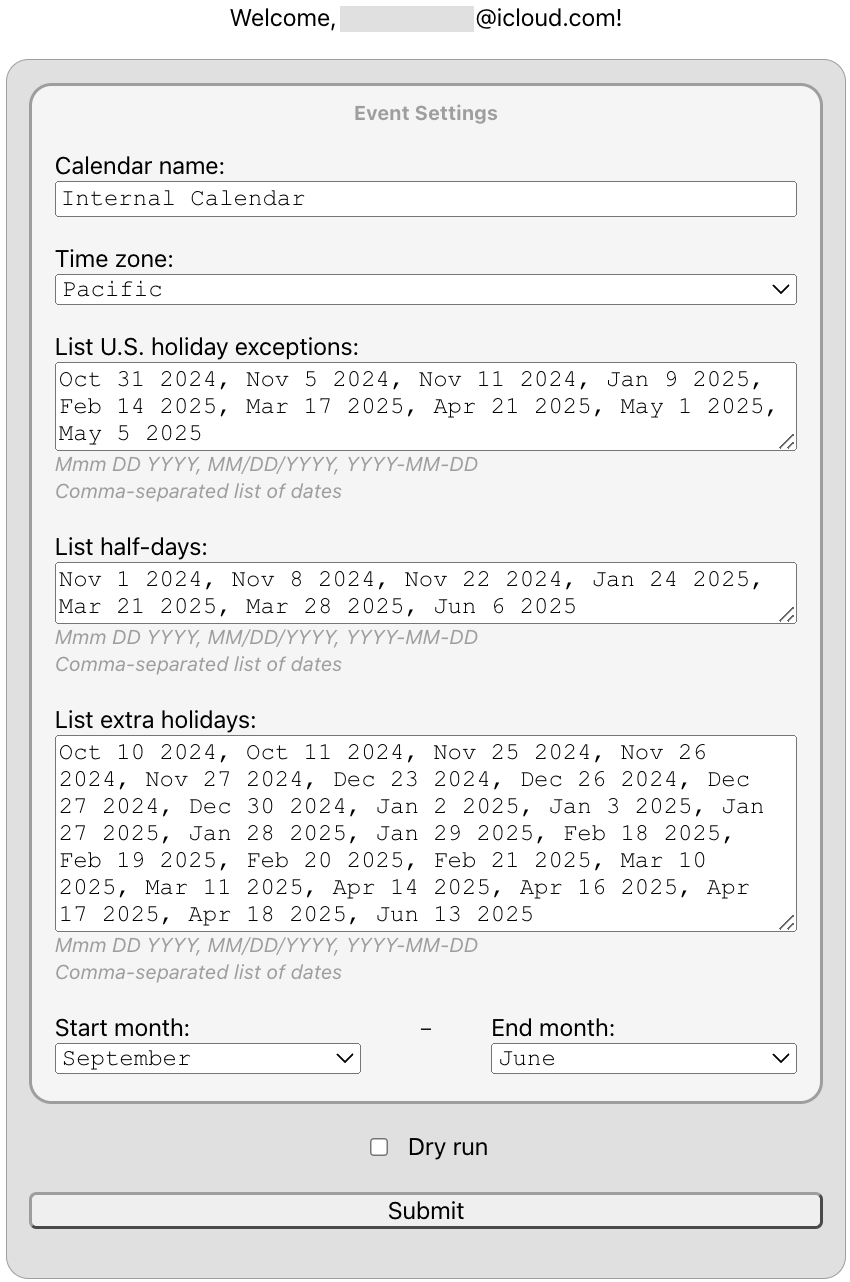 Welcome, @icloud.com!
Event Settings
Calendar name:
Internal Calendar
Time zone:
Pacific
List U.S. holiday exceptions:
Oct 31 2024, Nov 5 2024, Nov 11 2024, Jan 9 2025,
Feb 14 2025, Mar 17 2025, Apr 21 2025, May 1 2025,
May 5 2025
Mmm DD YYYY, MM/DD/YYYY, YYYY-MM-DD
Comma-separated list of dates
List half-days:
Nov 1 2024, Nov 8 2024, Nov 22 2024, Jan 24 2025,
Mar 21 2025, Mar 28 2025, Jun 6 2025
Mmm DD YYYY, MM/DD/YYYY, YYYY-MM-DD
Comma-separated list of dates
List extra holidays:
Oct 10 2024, Oct 11 2024, Nov 25 2024, Nov 26
2024, Nov 27 2024, Dec 23 2024, Dec 26 2024, Dec
27 2024, Dec 30 2024, Jan 2 2025, Jan 3 2025, Jan
27 2025, Jan 28 2025, Jan 29 2025, Feb 18 2025,
Feb 19 2025, Feb 20 2025, Feb 21 2025, Mar 10
2025, Mar 11 2025, Apr 14 2025, Apr 16 2025, Apr
17 2025, Apr 18 2025, Jun 13 2025
Mmm DD YYYY, MM/DD/YYYY, YYYY-MM-DD
Comma-separated list of dates
Start month: – End month:
September June
Dry run
Submit